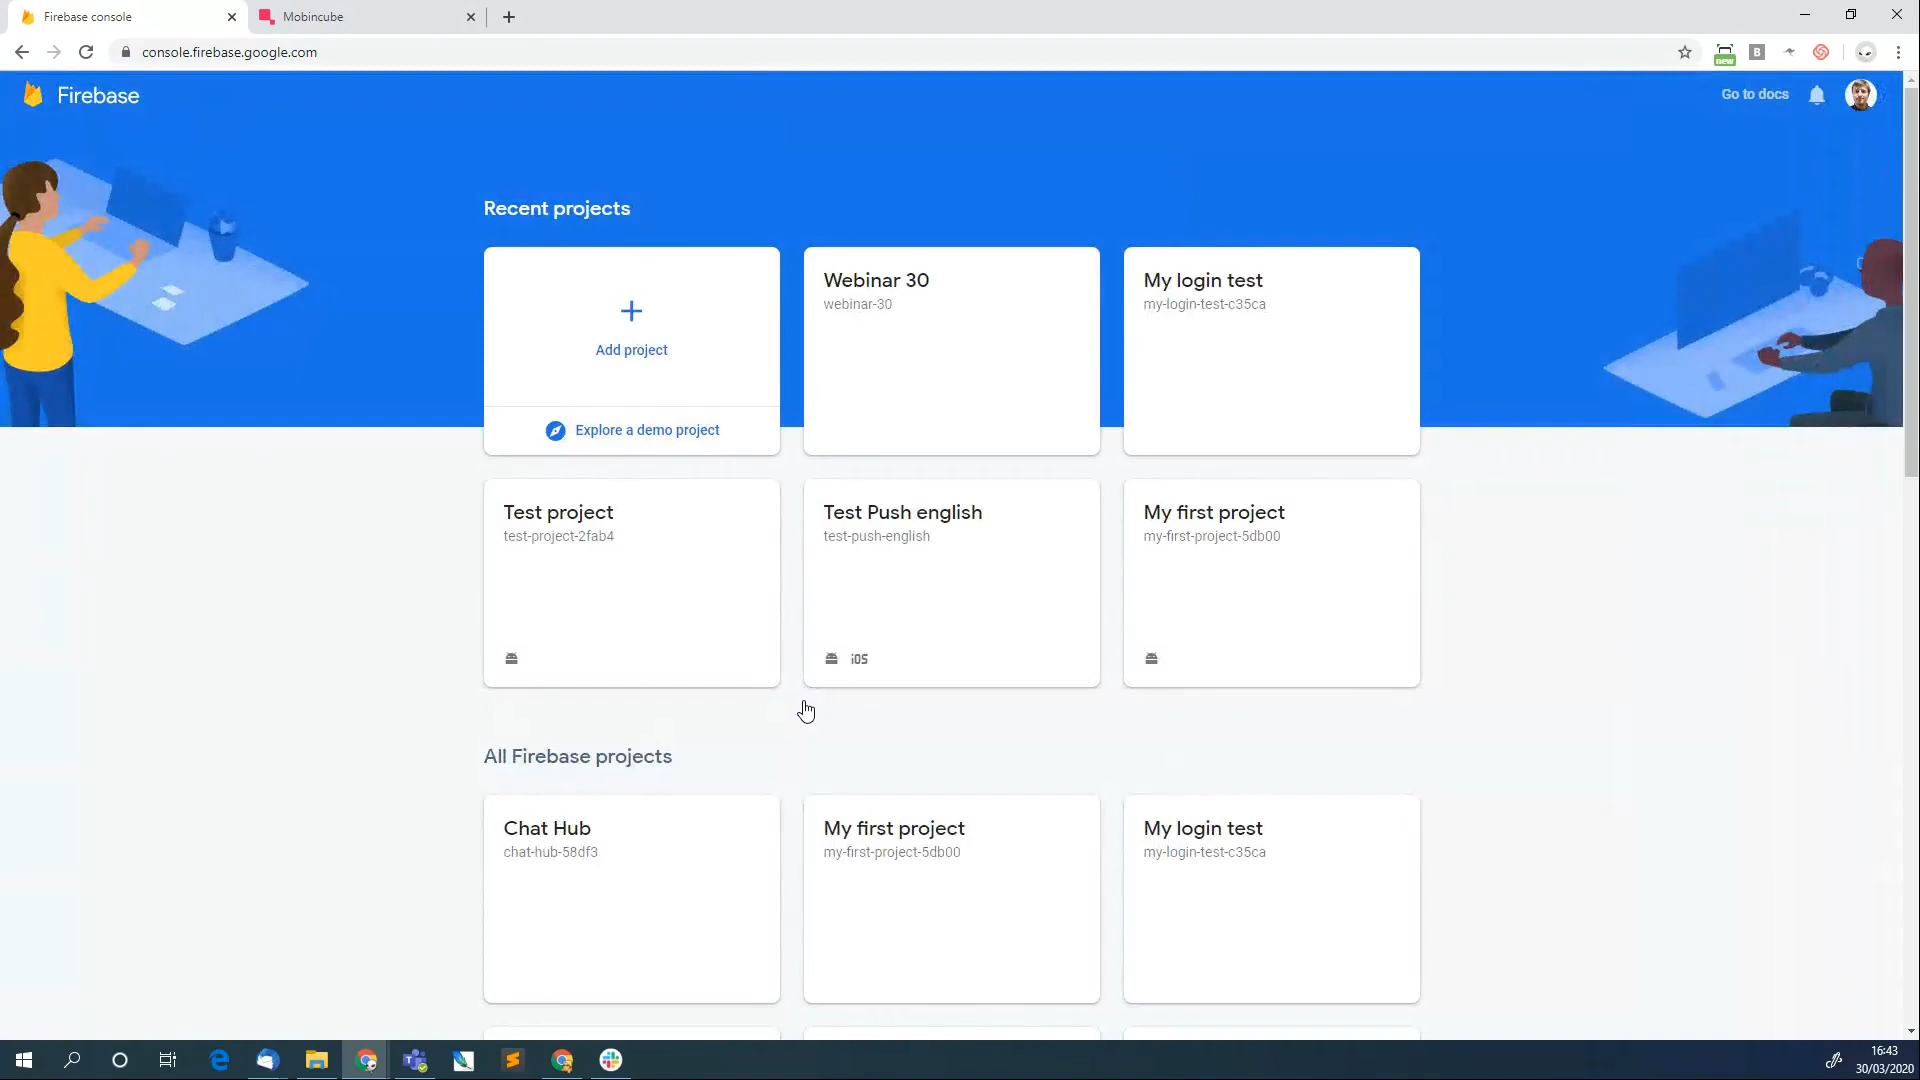 Firebase console
Mobincube
console.firebase.google.com
new
B
Firebase
Go to docs
Recent projects
Add project
Explore a demo project
Webinar 30
webinar-30
My login test
my-login-test-c35ca
Test project
test-project-2fab4
Test Push english
test-push-english
iOS
My first project
my-first-project-5db00
All Firebase projects
Chat Hub
chat-hub-58df3
My first project
my-first-project-5db00
My login test
my-login-test-c35ca
16:43
30/03/2020